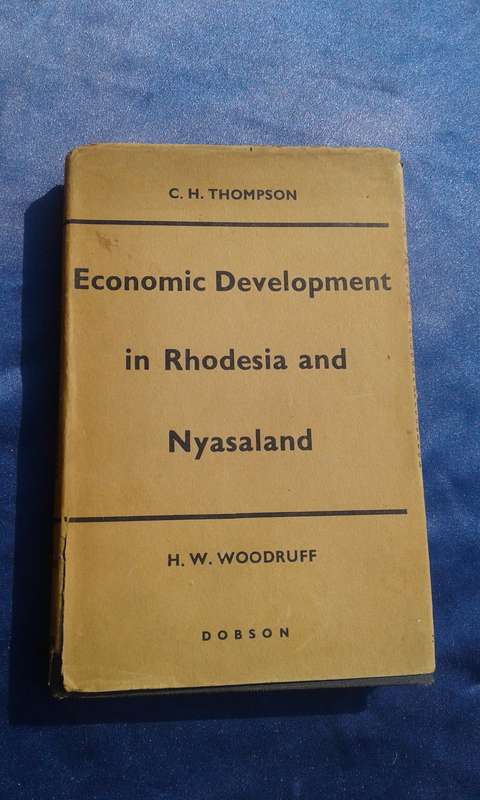 C. H. THOMPSON
Economic Development
in Rhodesia and
Nyasaland
H. W. WOODRUFF
DOBSON